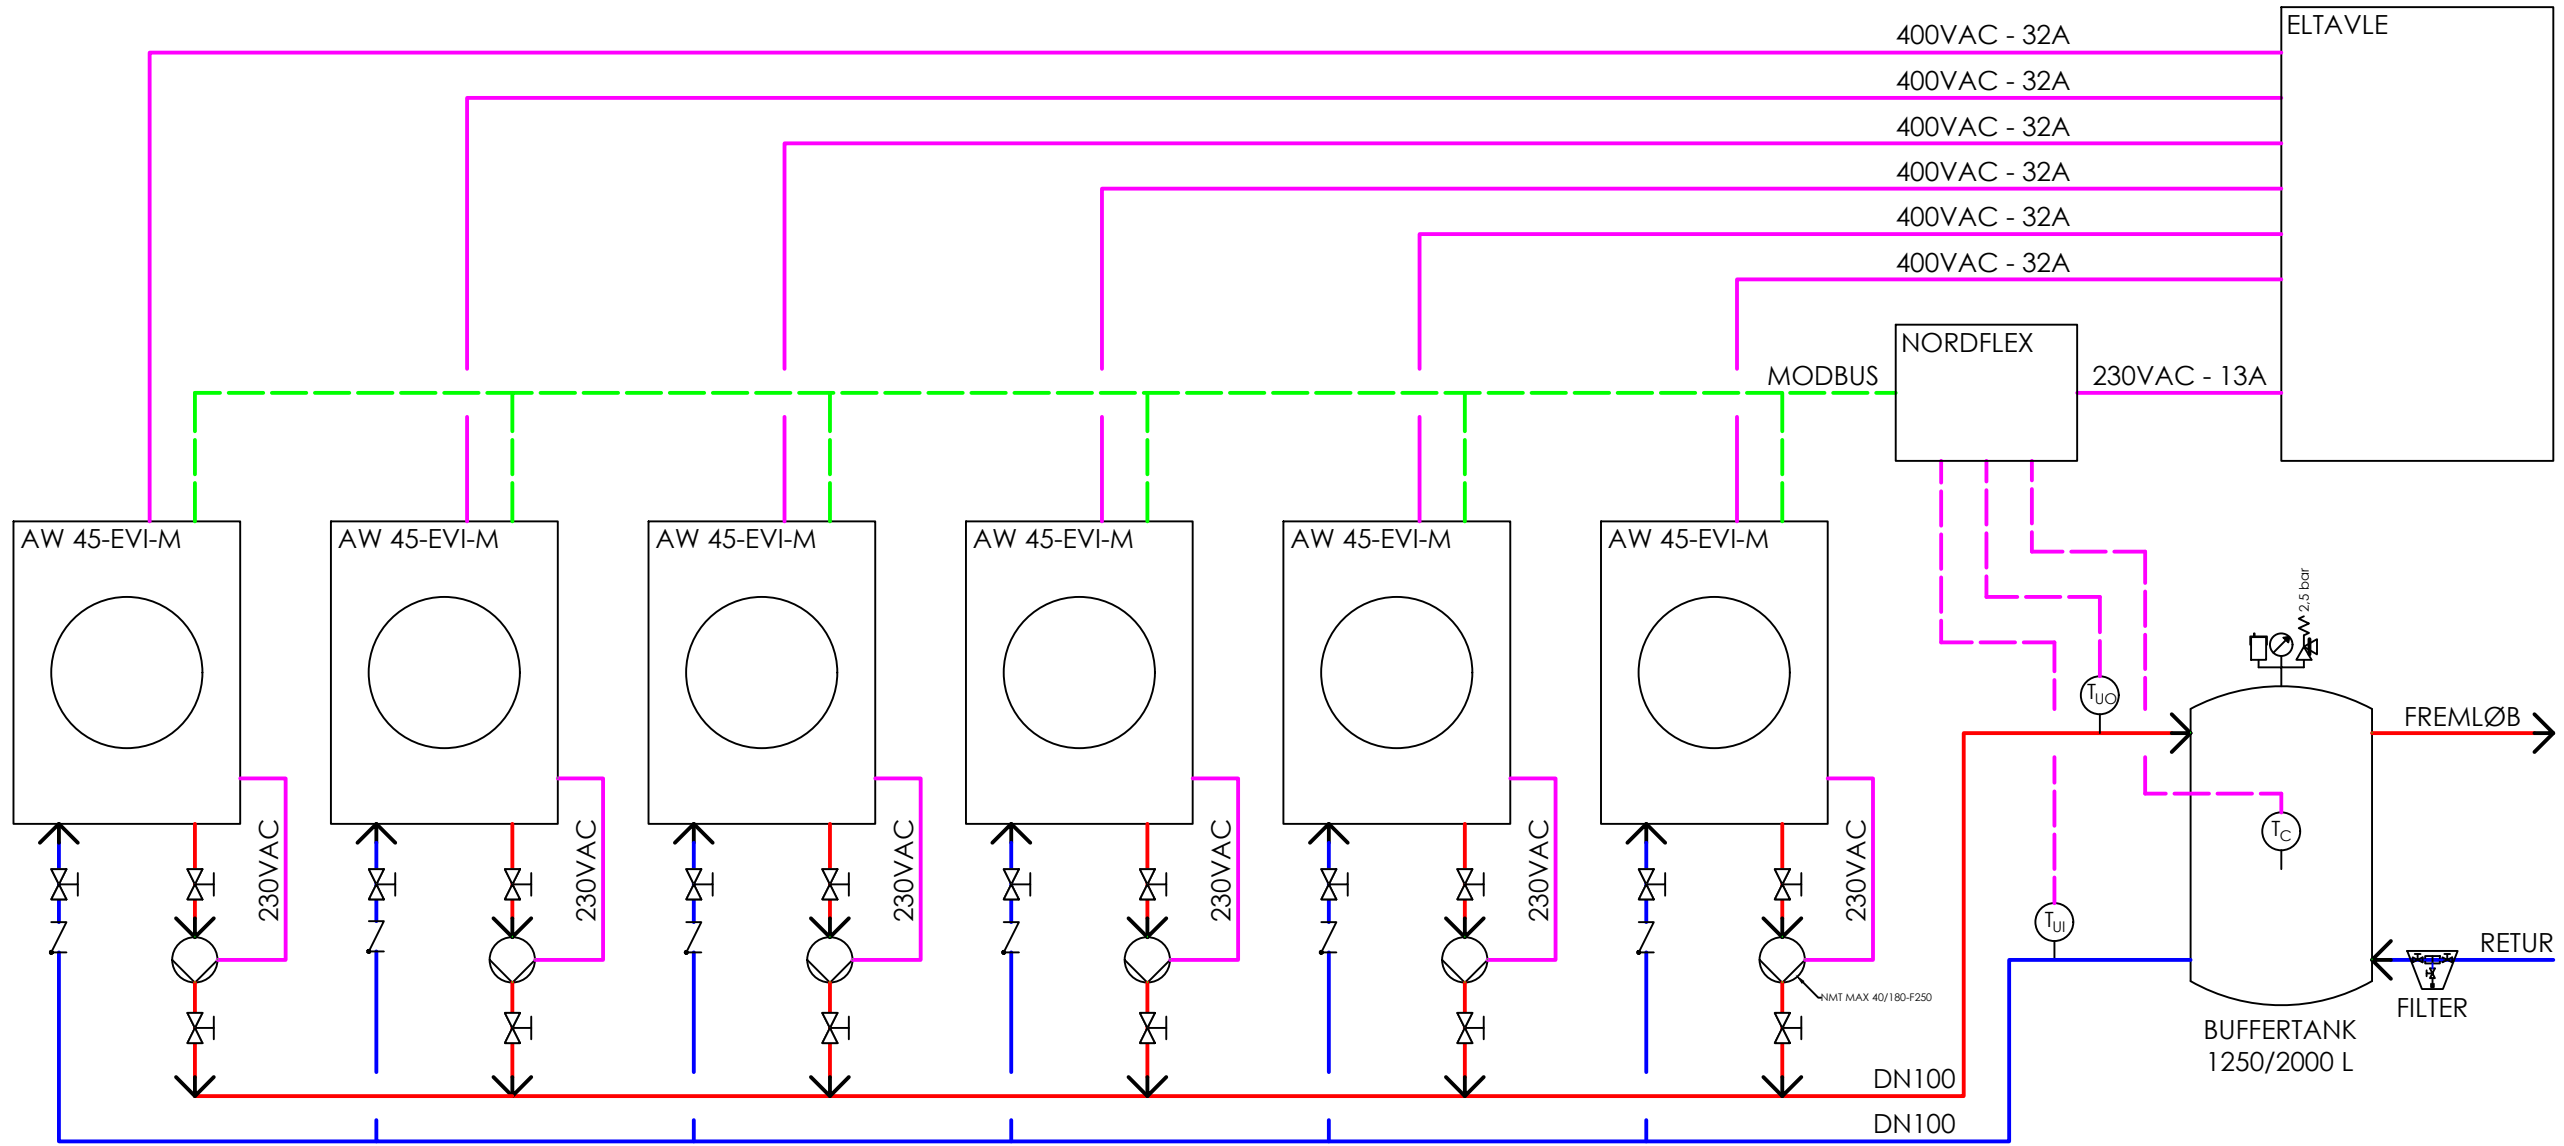 ELTAVLE
400VAC - 32A
400VAC - 32A
400VAC - 32A
400VAC - 32A
400VAC - 32A
400VAC - 32A
NORDFLEX
MODBUS
230VAC - 13A
AW 45-EVI-M
AW 45-EVI-M
AW 45-EVI-M
AW 45-EVI-M
AW 45-EVI-M
AW 45-EVI-M
2,5 bar
TUO
FREMLØB
TC
230VAC
230VAC
230VAC
230VAC
230VAC
230VAC
TUI
RETUR
NMT MAX 40/180-F250
FILTER
BUFFERTANK
1250/2000 L
DN100
DN100